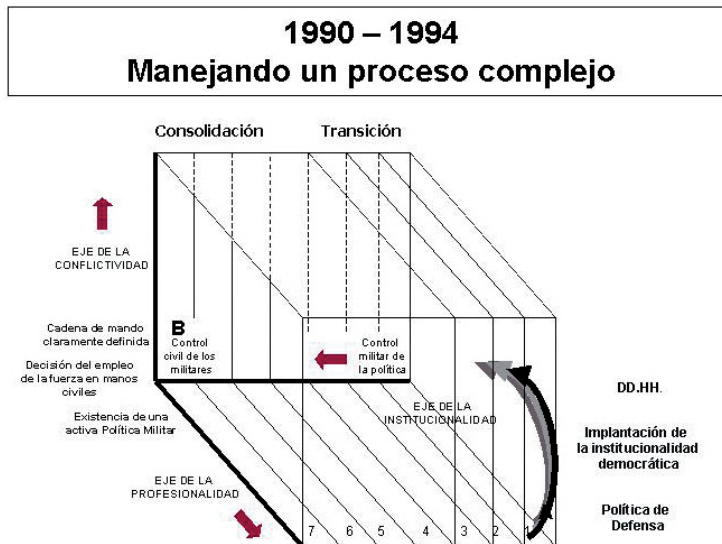 1990 – 1994
Manejando un proceso complejo
Consolidación
Transición
EJE DE LA
CONFLICTIVIDAD
Cadena de mando
claramente definida
Decisión del empleo
de la fuerza en manos
civiles
Existencia de una
activa Política Militar
B
Control
civil de los
militares
Control
militar de
la política
EJE DE LA
INSTITUCIONALIDAD
EJE DE LA
PROFESIONALIDAD
7 6 5 4 3 2 1
DD.HH.
Implantación de
la institucionalidad
democrática
Política de
Defensa